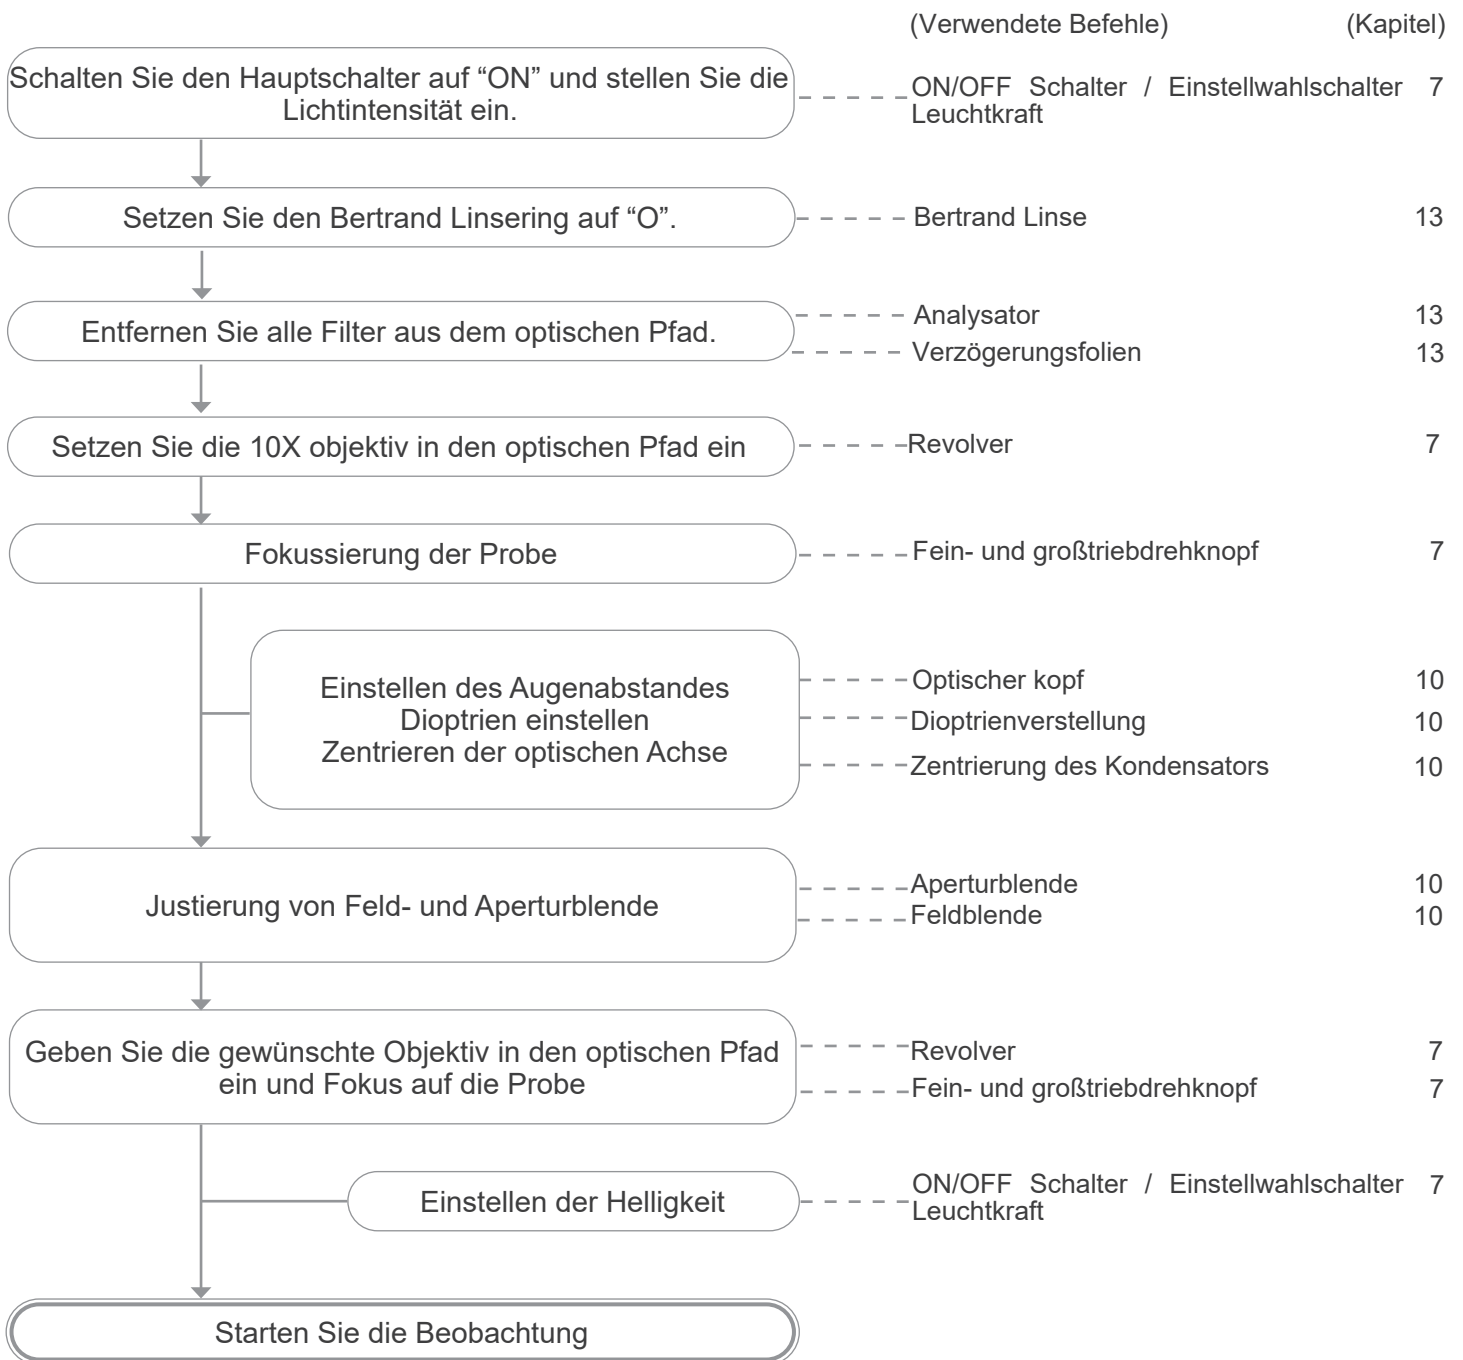 (Verwendete Befehle) (Kapitel)
Schalten Sie den Hauptschalter auf “ON” und stellen Sie die
Lichtintensität ein.
ON/OFF Schalter / Einstellwahlschalter 7
Leuchtkraft
Setzen Sie den Bertrand Linsering auf “O”.
Bertrand Linse 13
Entfernen Sie alle Filter aus dem optischen Pfad.
Analysator 13
Verzögerungsfolien 13
Setzen Sie die 10X objektiv in den optischen Pfad ein
Revolver 7
Fokussierung der Probe
Fein- und großtriebdrehknopf 7
Einstellen des Augenabstandes
Dioptrien einstellen
Zentrieren der optischen Achse
Optischer kopf 10
Dioptrienverstellung 10
Zentrierung des Kondensators 10
Justierung von Feld- und Aperturblende
Aperturblende 10
Feldblende 10
Geben Sie die gewünschte Objektiv in den optischen Pfad
ein und Fokus auf die Probe
Revolver 7
Fein- und großtriebdrehknopf 7
Einstellen der Helligkeit
ON/OFF Schalter / Einstellwahlschalter 7
Leuchtkraft
Starten Sie die Beobachtung